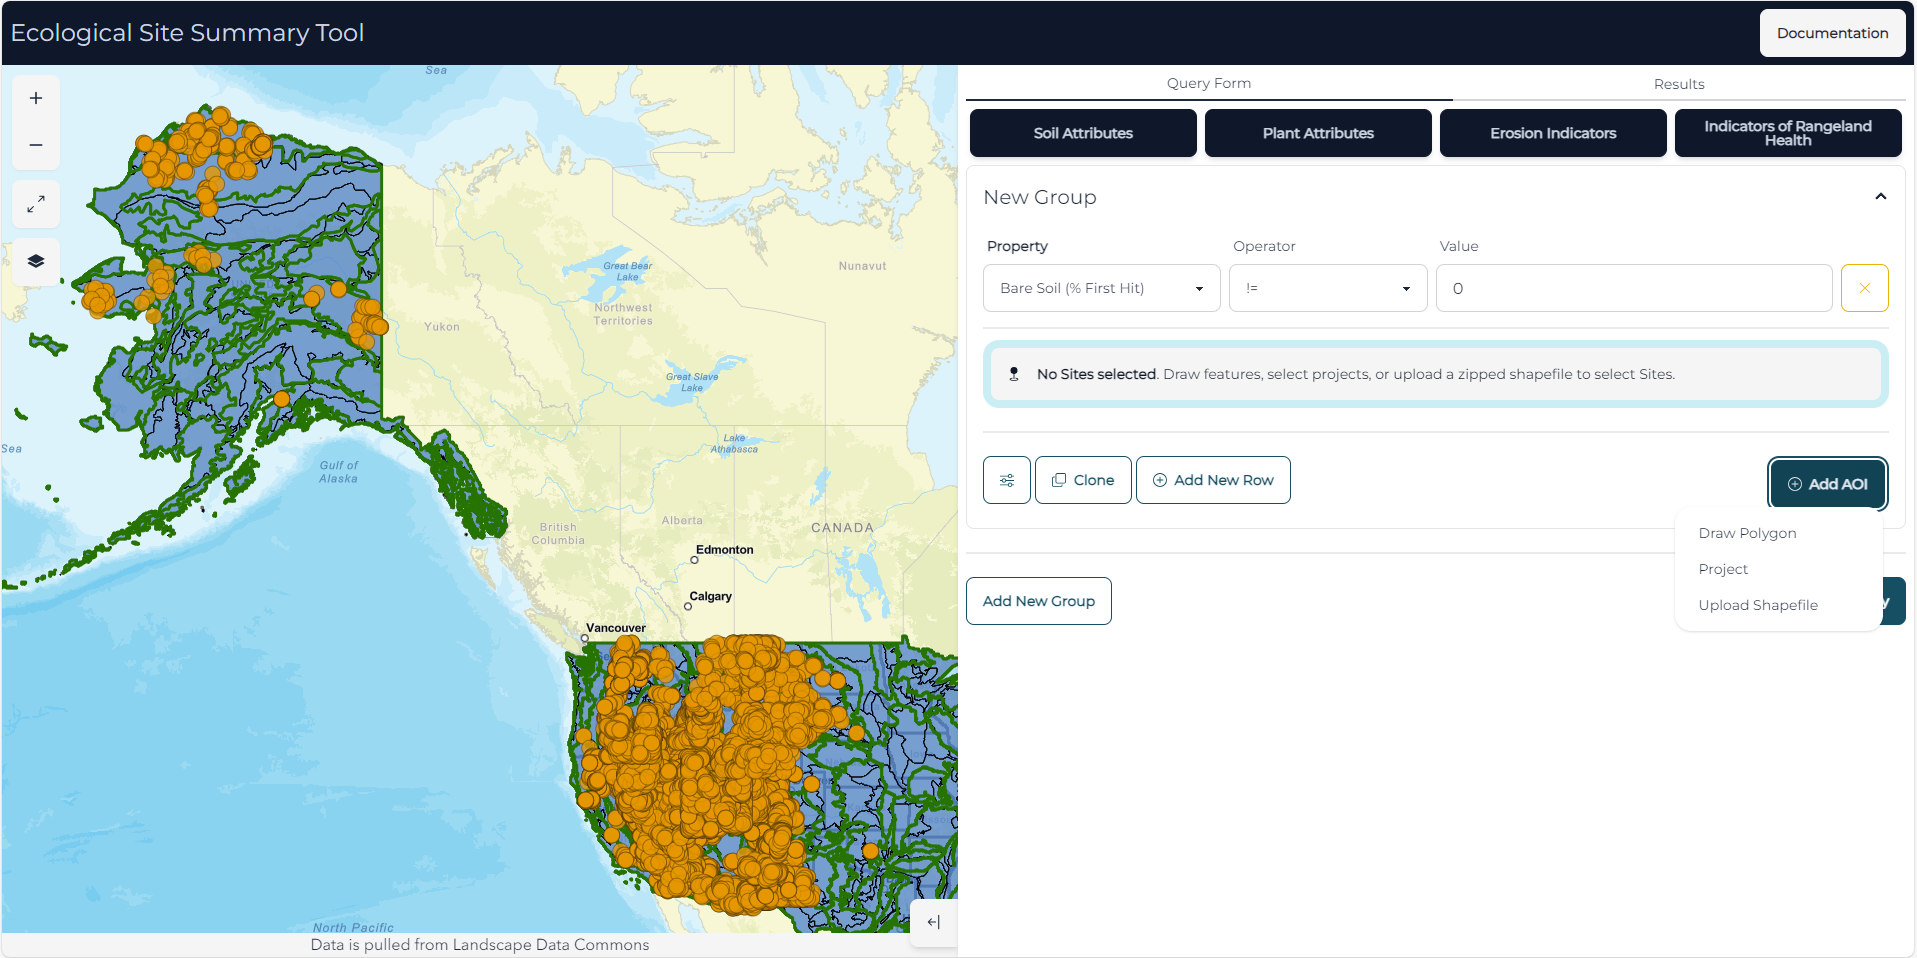 Ecological Site Summary Tool
Documentation
Query Form
Results
Soil Attributes
Plant Attributes
Erosion Indicators
Indicators of Rangeland
Health
New Group
Property
Operator
Value
Bare Soil (% First Hit)
!=
0
No Sites selected. Draw features, select projects, or upload a zipped shapefile to select Sites.
Clone
Add New Row
Add AOI
Draw Polygon
Project
Upload Shapefile
Add New Group
y
Sea
Great Bear
Lake
Nunavut
Northwest
Territories
Yukon
Great Slave
Lake
Lake
Athabasca
Sea
Gulf of
Alaska
British
Columbia
Alberta
CANADA
Edmonton
Calgary
Vancouver
North Pacific
Data is pulled from Landscape Data Commons